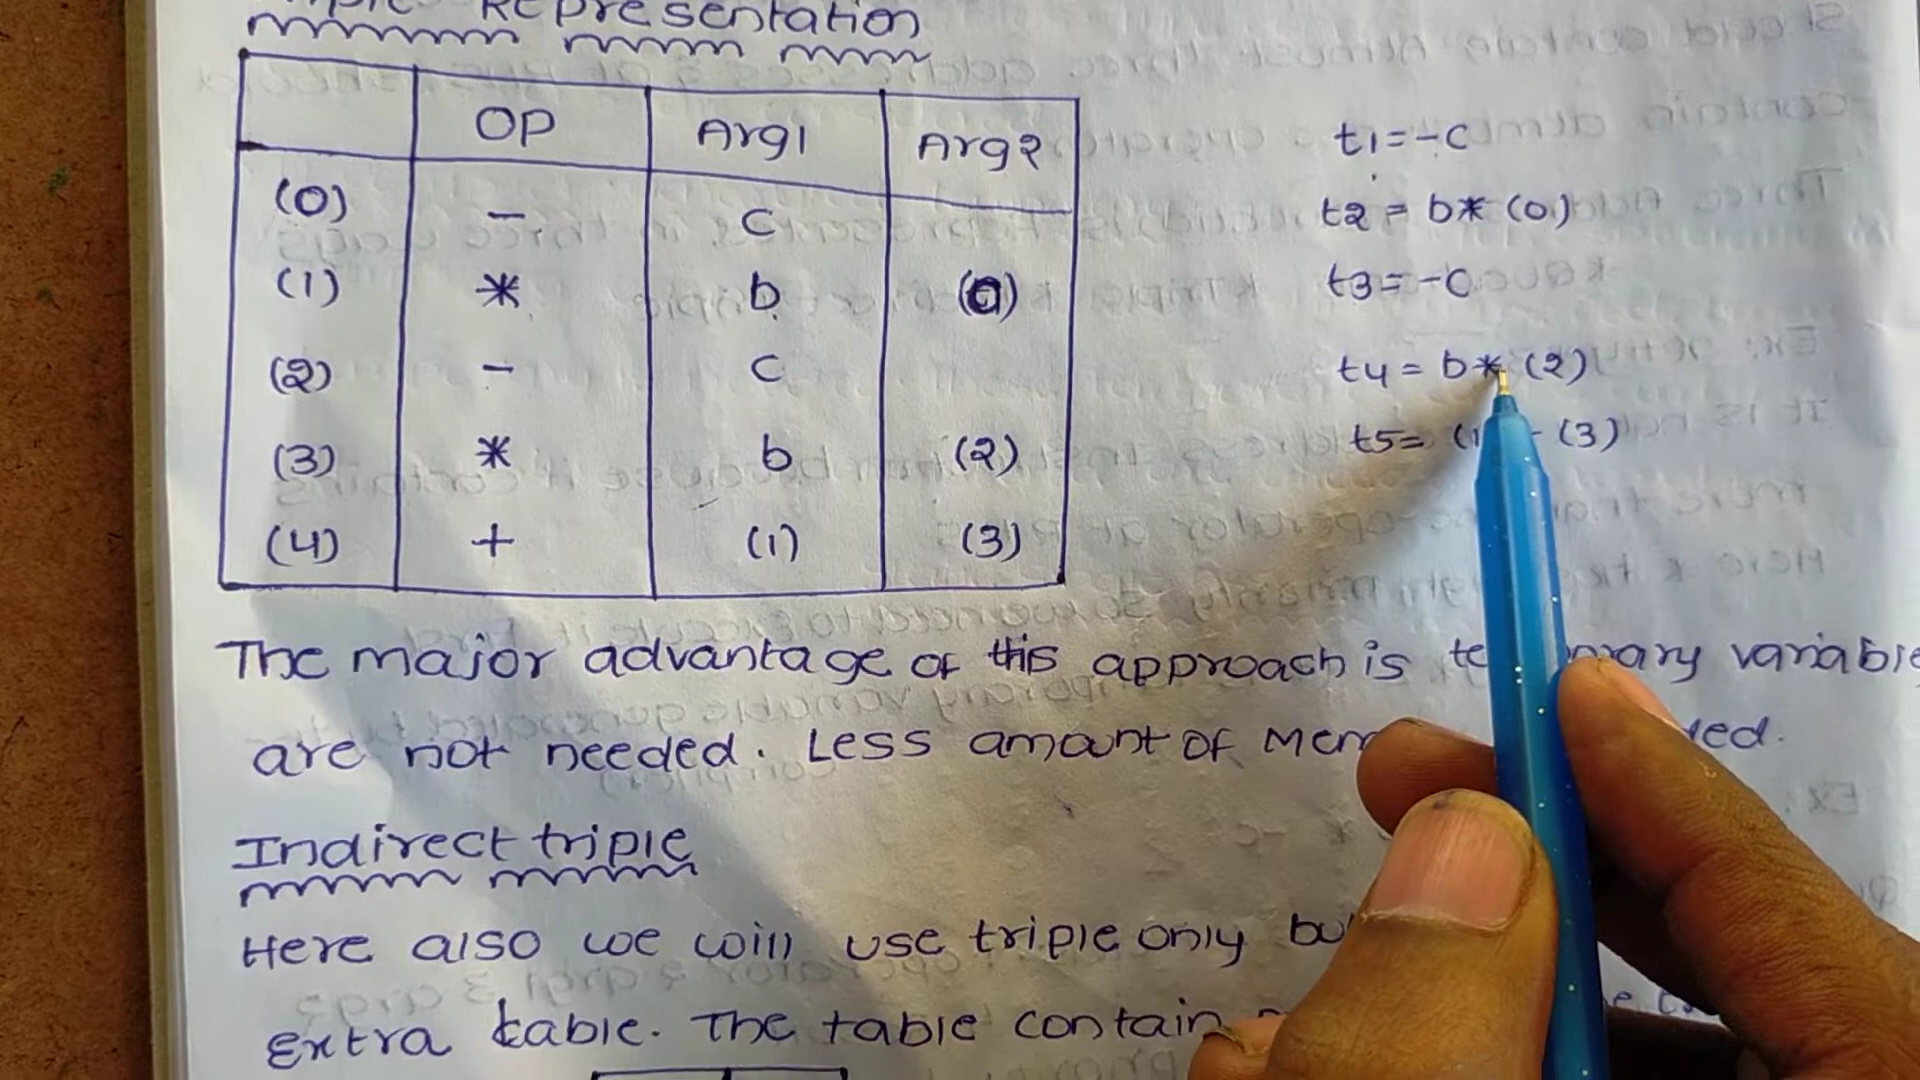 Representation
OP Arg1 Arg2
(0) - c
(1) * b (0)
(2) - c
(3) * b (2)
(4) + (1) (3)
t1=-c
t2 = b* (0)
t3=-c
t4 = b* (2)
t5= (3)
The major advantage of this approach is variable
are not needed. Less amount of
Indirect triple
Here also we will use triple only
Extra table. The table contain